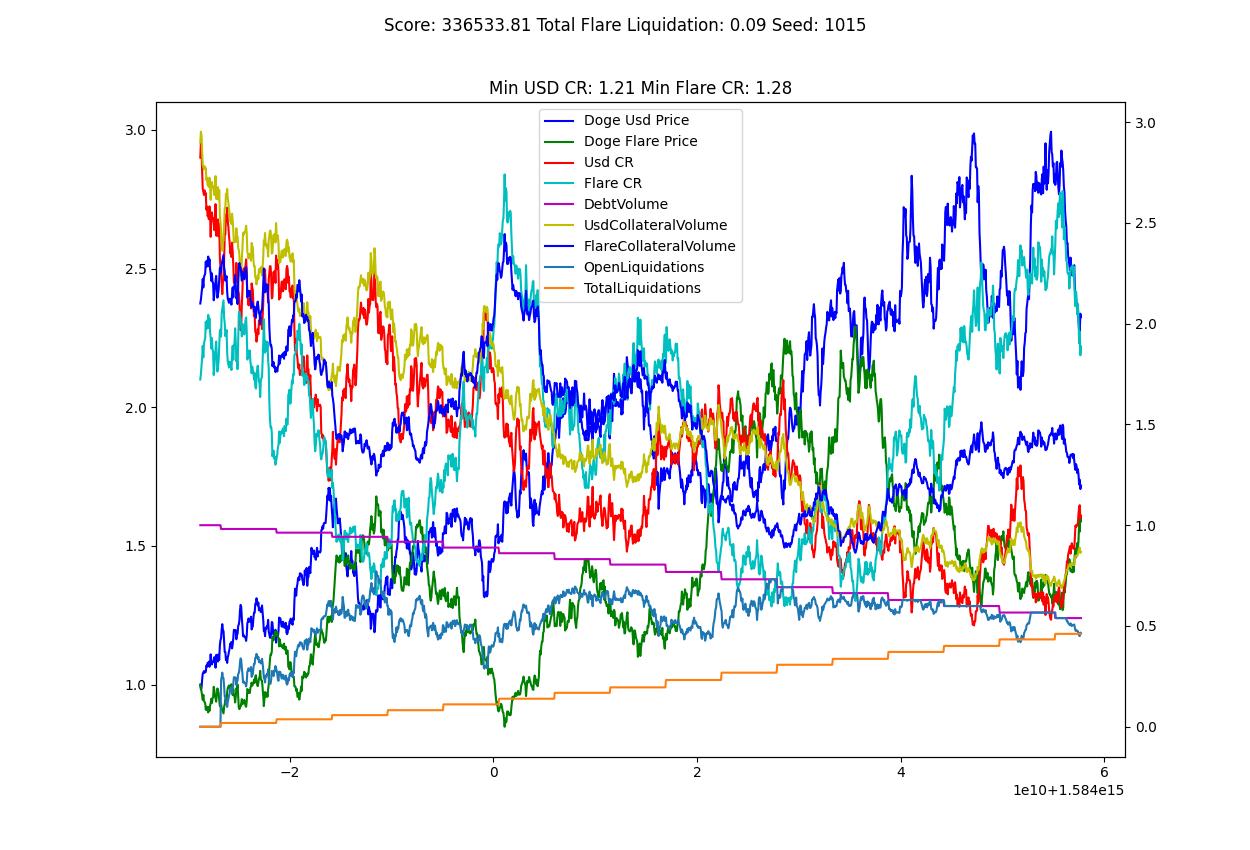 Score: 336533.81 Total Flare Liquidation: 0.09 Seed: 1015
Min USD CR: 1.21 Min Flare CR: 1.28
Doge Usd Price
Doge Flare Price
Usd CR
Flare CR
DebtVolume
UsdCollateralVolume
FlareCollateralVolume
OpenLiquidations
TotalLiquidations
3.0
2.5
2.0
1.5
1.0
3.0
2.5
2.0
1.5
1.0
0.5
0.0
−2 0 2 4 6
1e10+1.584e15